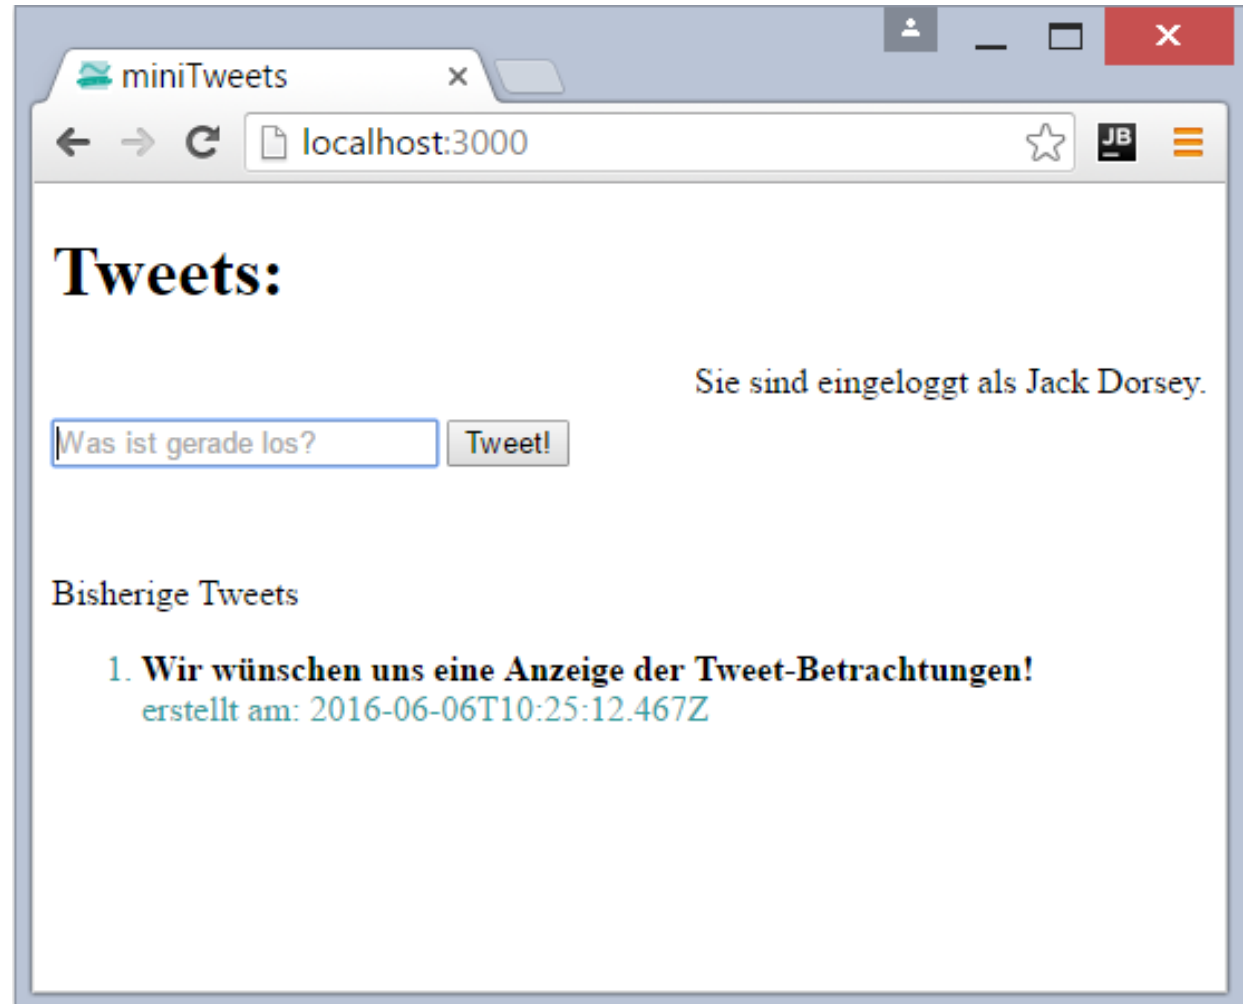 miniTweets
localhost:3000
JB
Tweets:
Sie sind eingeloggt als Jack Dorsey.
Was ist gerade los? Tweet!
Bisherige Tweets
1. Wir wünschen uns eine Anzeige der Tweet-Betrachtungen!
erstellt am: 2016-06-06T10:25:12.467Z